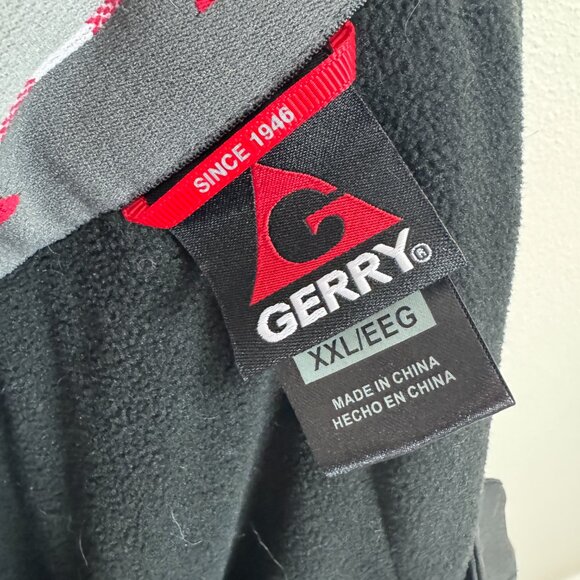 SINCE 1946
G
GERRY®
XXL/EEG
MADE IN CHINA
HECHO EN CHINA